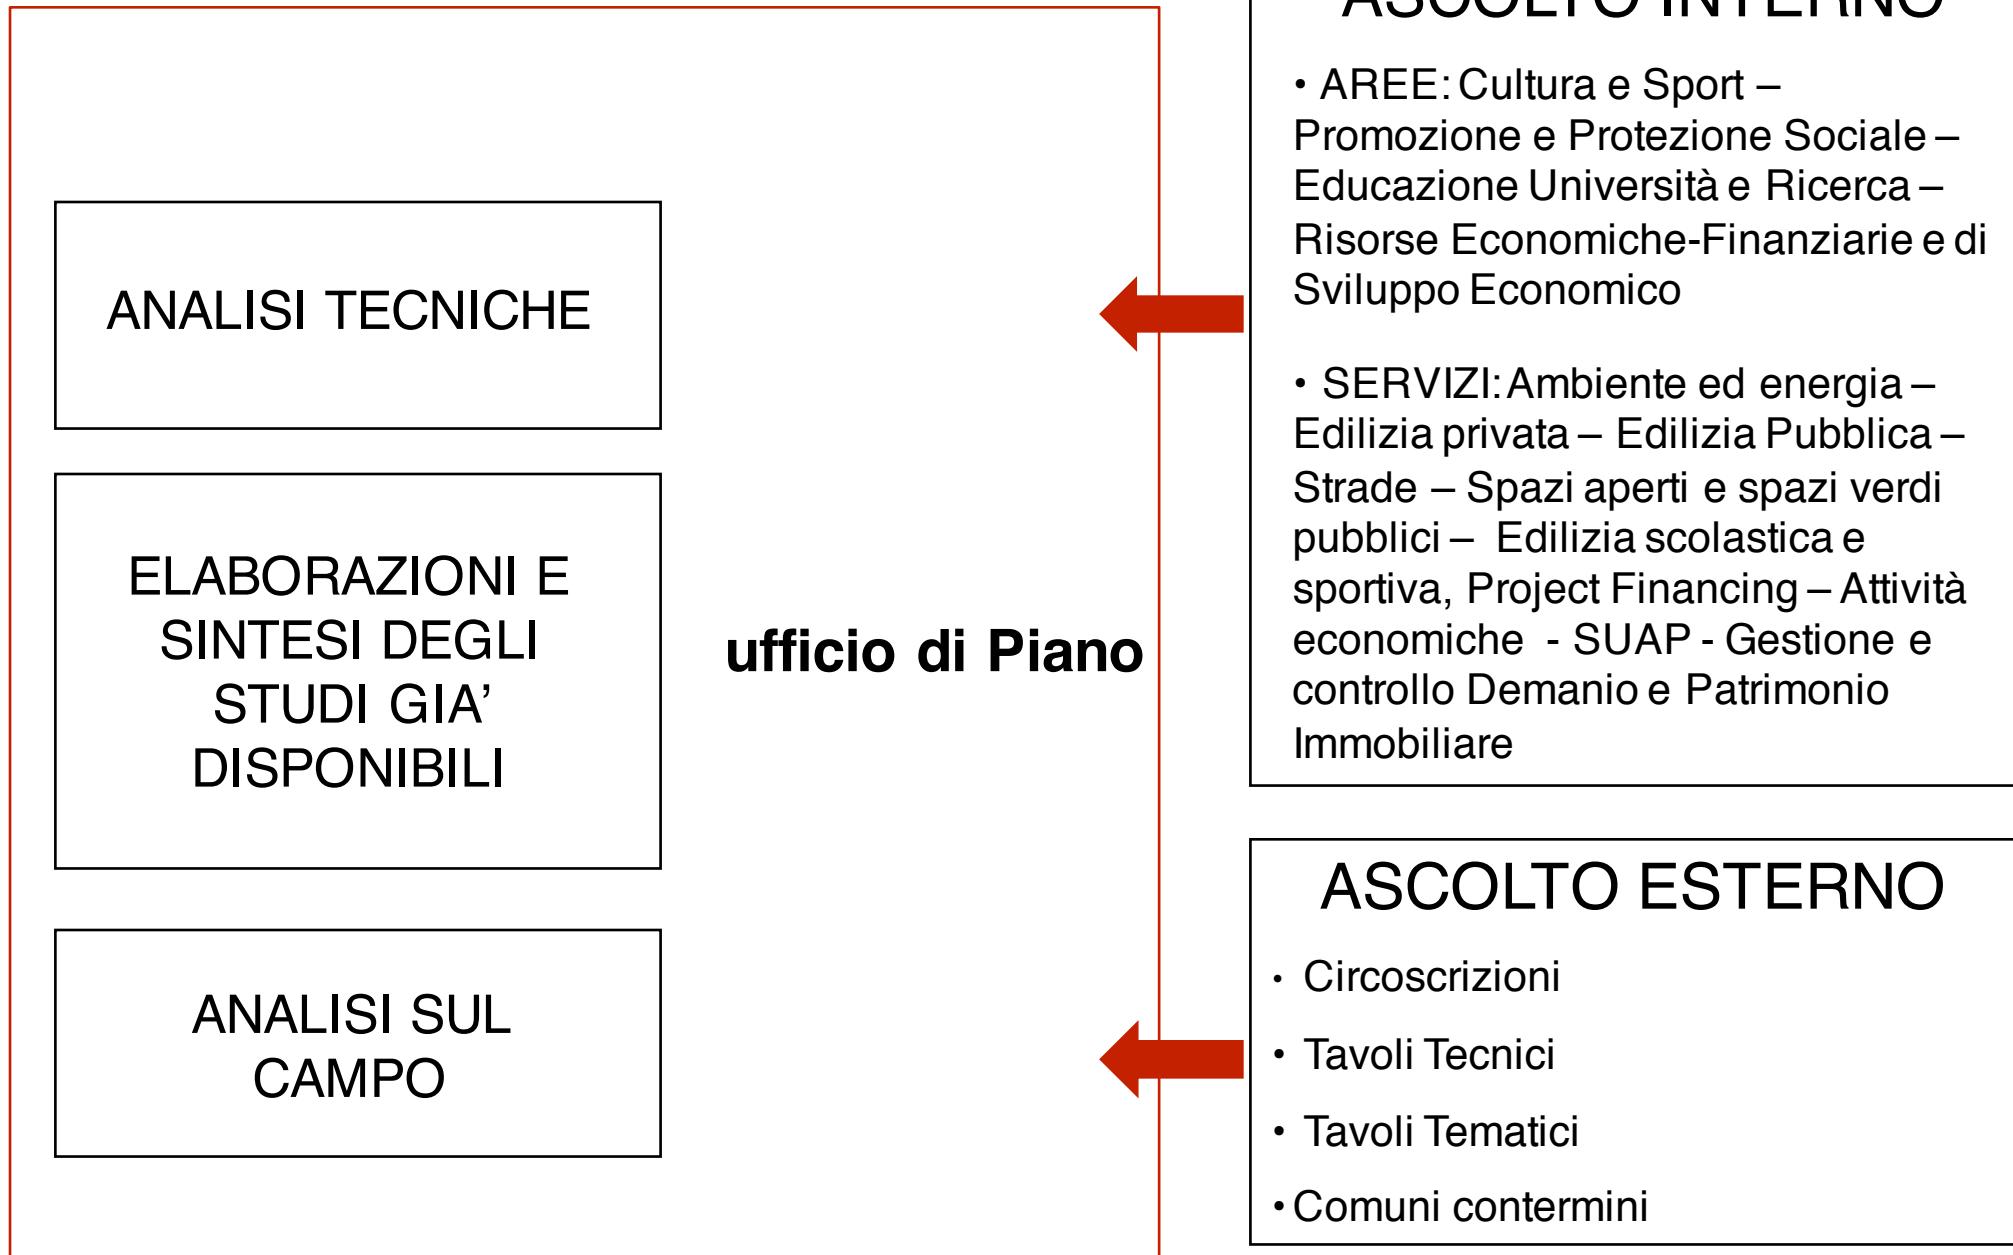 ANALISI TECNICHE
ELABORAZIONI E
SINTESI DEGLI
STUDI GIA’
DISPONIBILI
ANALISI SUL
CAMPO
ufficio di Piano
ASCOLTO INTERNO
• AREE: Cultura e Sport –
Promozione e Protezione Sociale –
Educazione Università e Ricerca –
Risorse Economiche-Finanziarie e di
Sviluppo Economico
• SERVIZI: Ambiente ed energia –
Edilizia privata – Edilizia Pubblica –
Strade – Spazi aperti e spazi verdi
pubblici – Edilizia scolastica e
sportiva, Project Financing – Attività
economiche - SUAP - Gestione e
controllo Demanio e Patrimonio
Immobiliare
ASCOLTO ESTERNO
• Circoscrizioni
• Tavoli Tecnici
• Tavoli Tematici
• Comuni contermini